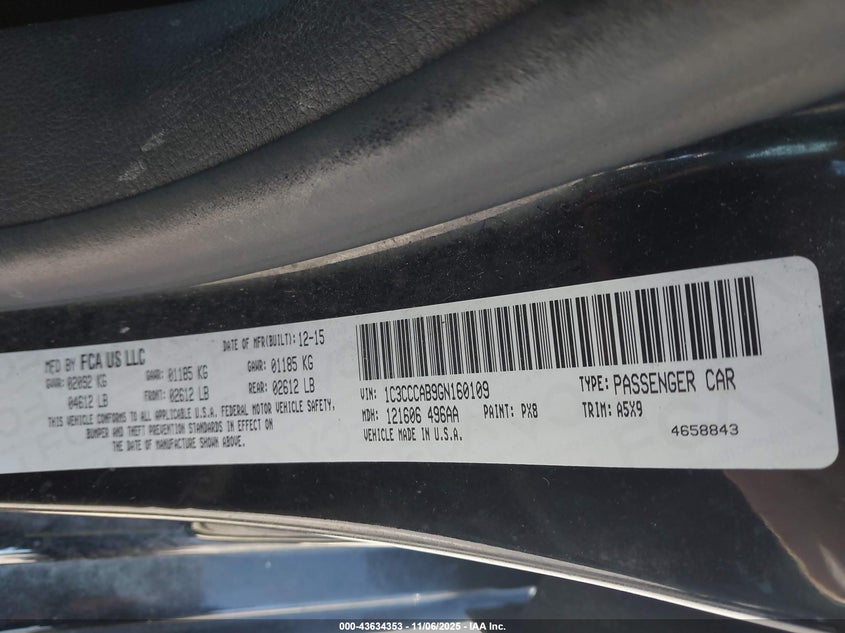 MFD BY FCA US LLC
DATE OF MFR(BUILT): 12-15
GVWR: 02092 KG
GAWR: 01185 KG
GAWR: 01185 KG
04612 LB
FRONT: 02612 LB
REAR: 02612 LB
THIS VEHICLE CONFORMS TO ALL APPLICABLE U.S.A. FEDERAL MOTOR VEHICLE SAFETY,
BUMPER AND THEFT PREVENTION STANDARDS IN EFFECT ON
THE DATE OF MANUFACTURE SHOWN ABOVE.
VIN: 1C3CCCAB9GN160109
TYPE: PASSENGER CAR
MDH: 121606 496AA
PAINT: PX8
TRIM: A5X9
VEHICLE MADE IN U.S.A.
4658843
000-43634353 - 11/06/2025 - IAA Inc.